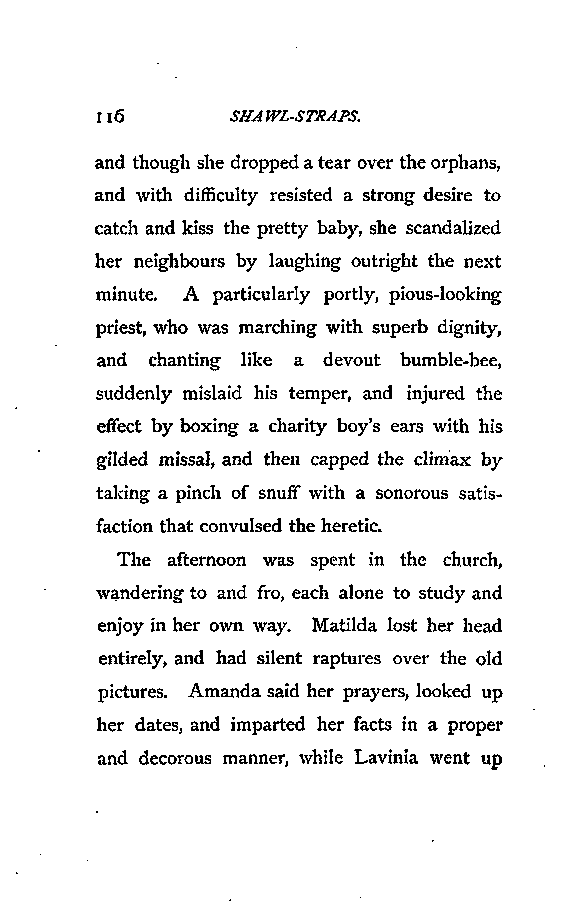 116 SHAWL-STRAPS.
and though she dropped a tear over the orphans,
and with difficulty resisted a strong desire to
catch and kiss the pretty baby, she scandalized
her neighbours by laughing outright the next
minute. A particularly portly, pious-looking
priest, who was marching with superb dignity,
and chanting like a devout bumble-bee,
suddenly mislaid his temper, and injured the
effect by boxing a charity boy's ears with his
gilded missal, and then capped the climax by
taking a pinch of snuff with a sonorous satis-
faction that convulsed the heretic.
The afternoon was spent in the church,
wandering to and fro, each alone to study and
enjoy in her own way. Matilda lost her head
entirely, and had silent raptures over the old
pictures. Amanda said her prayers, looked up
her dates, and imparted her facts in a proper
and decorous manner, while Lavinia went up